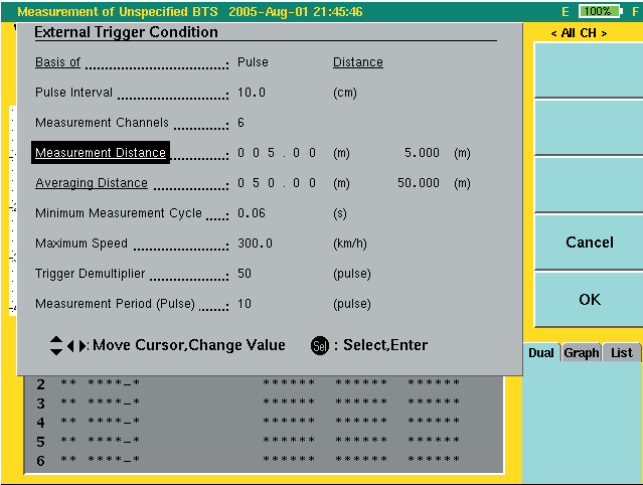 Measurement of Unspecified BTS 2005-Aug-01 21:45:46 E 100% F
External Trigger Condition
< All CH >
Basis of ........................................: Pulse Distance
Pulse Interval ..............................: 10.0 (cm)
Measurement Channels ...............: 6
Measurement Distance ................: 0 0 5 . 0 0 (m) 5.000 (m)
Averaging Distance .....................: 0 5 0 . 0 0 (m) 50.000 (m)
Minimum Measurement Cycle .....: 0.06 (s)
Maximum Speed ..........................: 300.0 (km/h)
Cancel
Trigger Demultiplier .....................: 50 (pulse)
Measurement Period (Pulse) .......: 10 (pulse)
OK
: Move Cursor,Change Value Sel : Select,Enter
Dual Graph List
2 ** ****-* ****** ****** ******
3 ** ****-* ****** ****** ******
4 ** ****-* ****** ****** ******
5 ** ****-* ****** ****** ******
6 ** ****-* ****** ****** ******